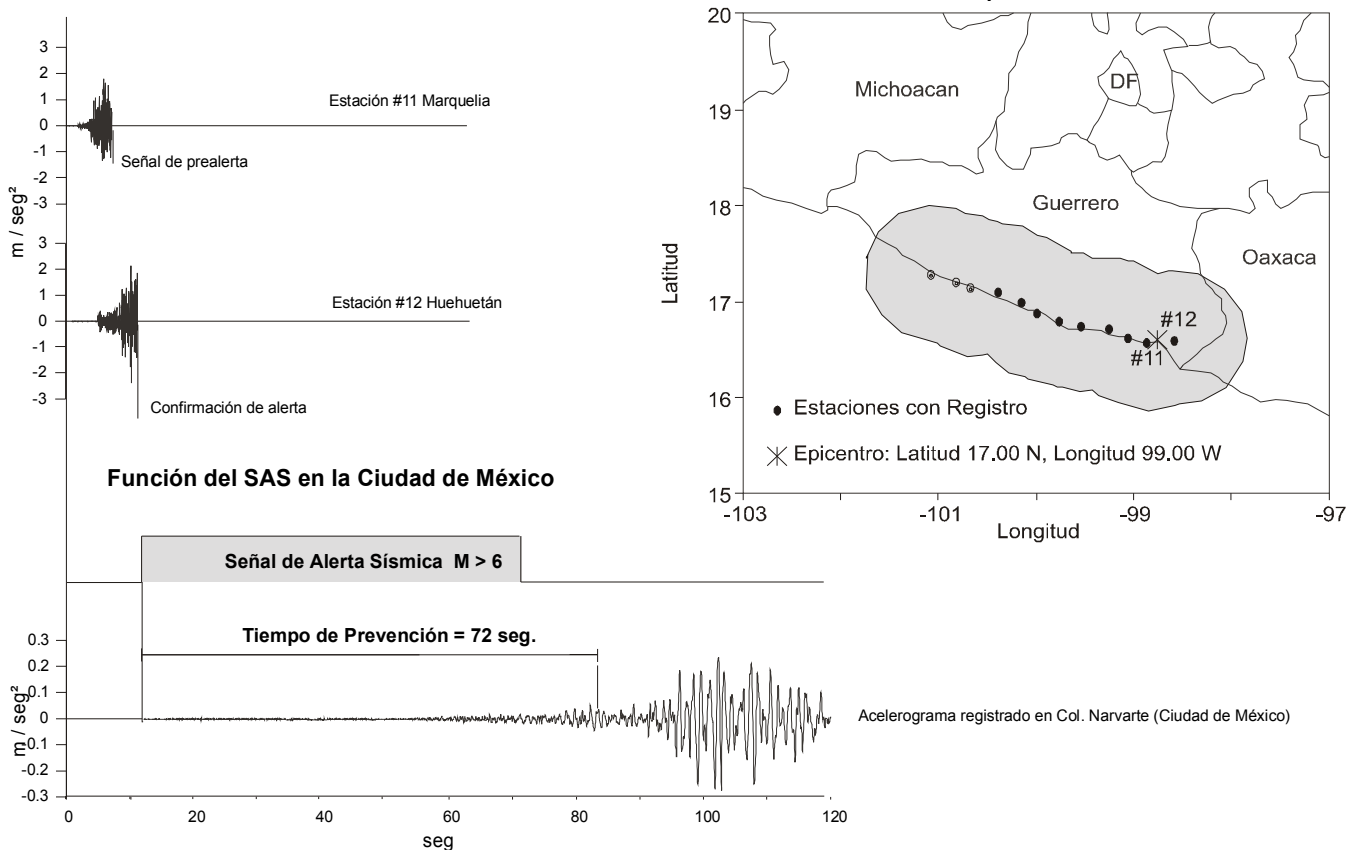 3
2
1
0
-1
-2
-3
Estación #11 Marquelia
Señal de prealerta
m / seg²
3
2
1
0
-1
-2
-3
Estación #12 Huehuetán
Confirmación de alerta
Función del SAS en la Ciudad de México
Señal de Alerta Sísmica M > 6
Tiempo de Prevención = 72 seg.
0.3
0.2
0.1
0
-0.1
-0.2
-0.3
m / seg²
Acelerograma registrado en Col. Narvarte (Ciudad de México)
0 20 40 60 80 100 120
seg
20
19
18
17
16
15
Latitud
Michoacan
DF
Guerrero
Oaxaca
#12
#11
Estaciones con Registro
Epicentro: Latitud 17.00 N, Longitud 99.00 W
-103 -101 -99 -97
Longitud